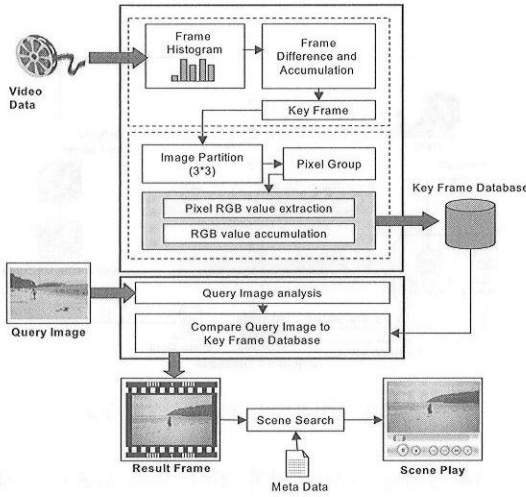 Video
Data
Frame
Histogram
Frame
Difference and
Accumulation
Key Frame
Image Partition
(3*3)
Pixel Group
Pixel RGB value extraction
RGB value accumulation
Key Frame Database
Query Image
Query Image analysis
Compare Query Image to
Key Frame Database
Result Frame
Scene Search
Meta Data
Scene Play